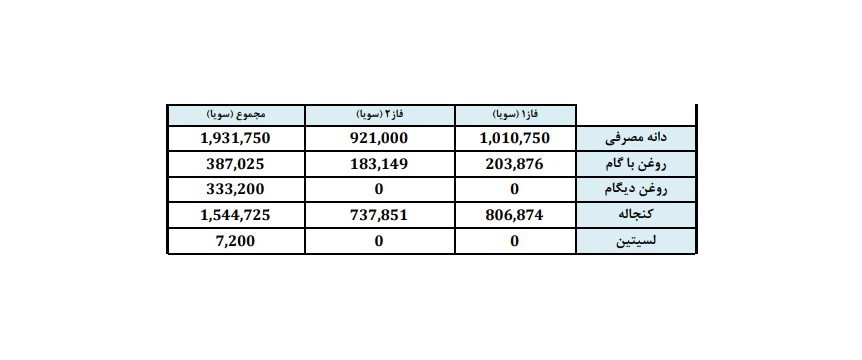 فاز۱ (سویا) فاز۲ (سویا) مجموع (سویا)
دانه مصرفی 1,010,750 921,000 1,931,750
روغن با گام 203,876 183,149 387,025
روغن دیگام 0 0 333,200
کنجاله 806,874 737,851 1,544,725
لسیتین 0 0 7,200